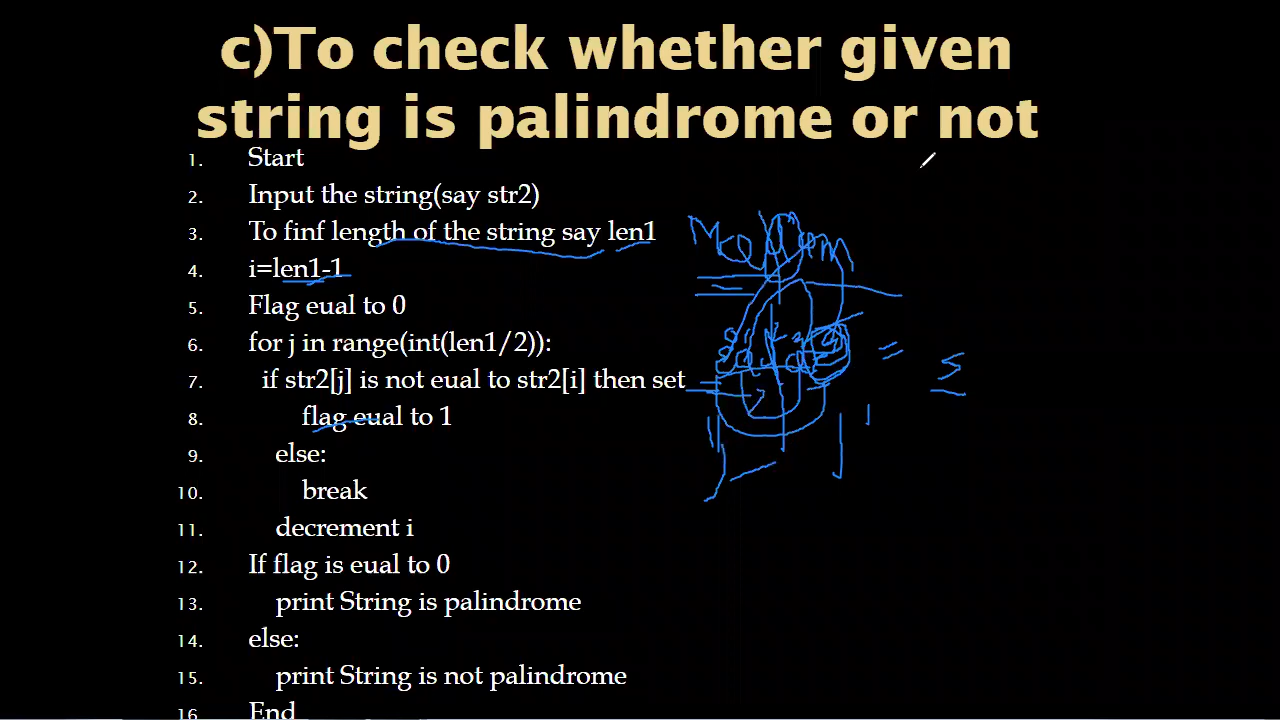 c)To check whether given
string is palindrome or not
1. Start
2. Input the string(say str2)
3. To finf length of the string say len1
4. i=len1-1
5. Flag eual to 0
6. for j in range(int(len1/2)):
7. if str2[j] is not eual to str2[i] then set
8. flag eual to 1
9. else:
10. break
11. decrement i
12. If flag is eual to 0
13. print String is palindrome
14. else:
15. print String is not palindrome
16 End